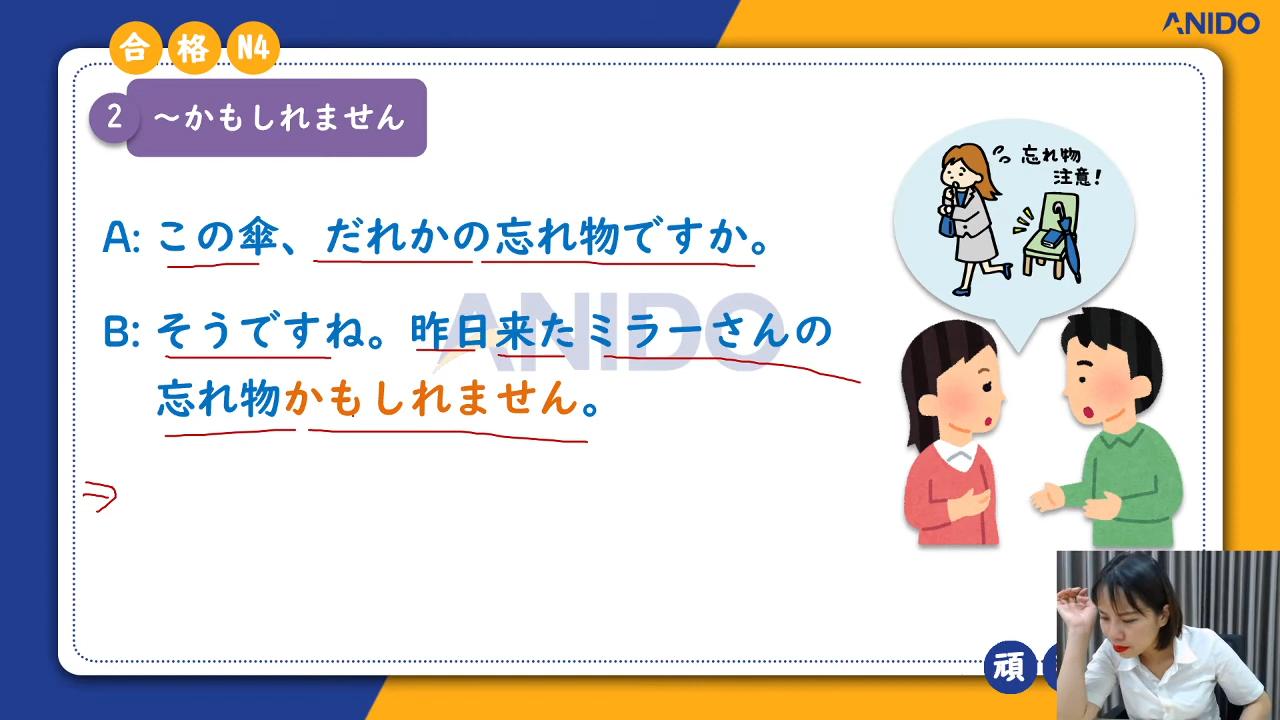 ANIDO
合格N4
2 ～かもしれません
忘れ物
注意!
A: この傘、だれかの忘れ物ですか。
B: そうですね。昨日来たミラーさんの
忘れ物かもしれません。
ANIDO
頑